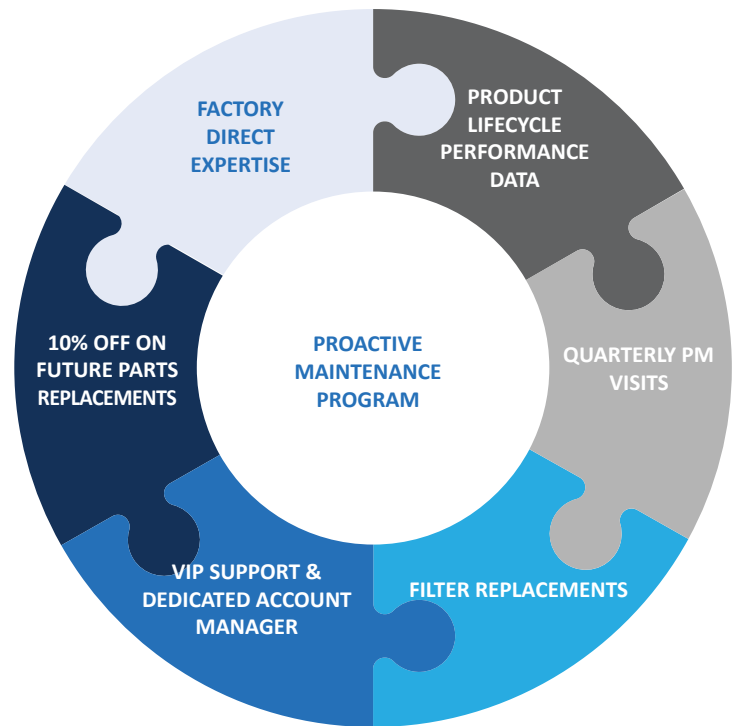 FACTORY
DIRECT
EXPERTISE
PRODUCT
LIFECYCLE
PERFORMANCE
DATA
10% OFF ON
FUTURE PARTS
REPLACEMENTS
PROACTIVE
MAINTENANCE
PROGRAM
QUARTERLY PM
VISITS
VIP SUPPORT &
DEDICATED ACCOUNT
MANAGER
FILTER REPLACEMENTS